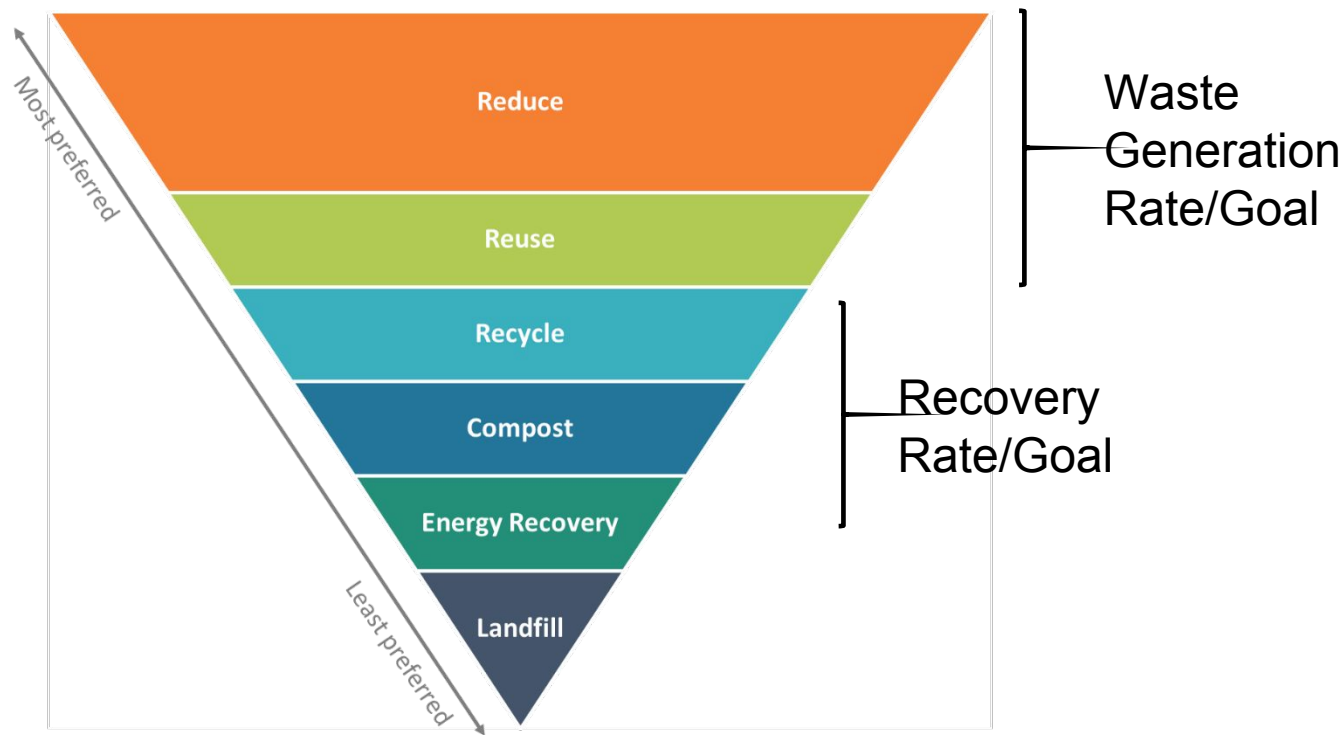 Most preferred
Reduce
Reuse
Recycle
Compost
Energy Recovery
Landfill
Least preferred
Waste
Generation
Rate/Goal
Recovery
Rate/Goal